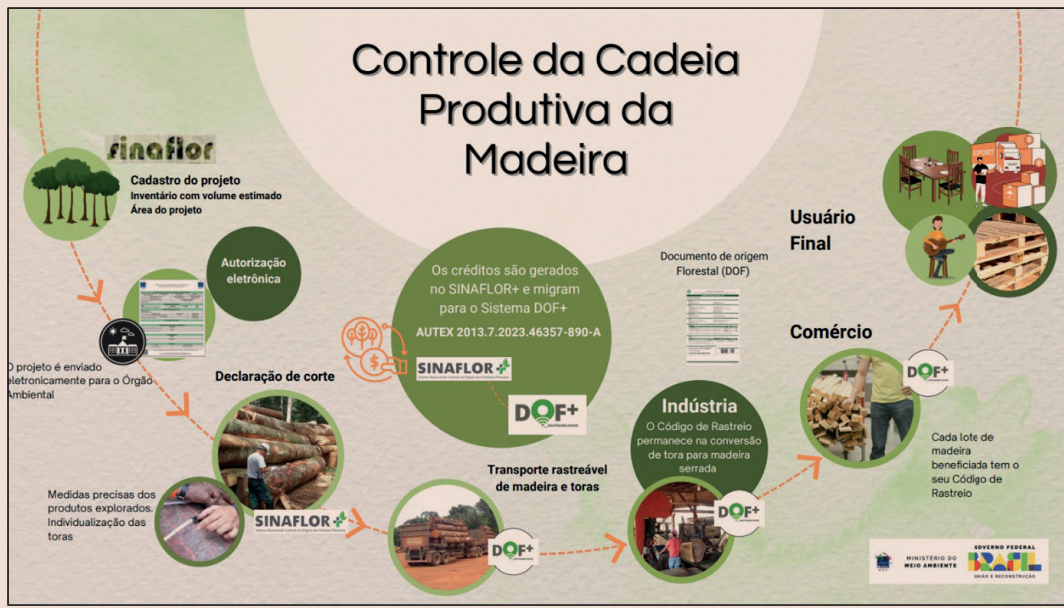 Controle da Cadeia
Produtiva da
Madeira
sinaflor
Cadastro do projeto
Inventário com volume estimado
Área do projeto
Autorização
eletrônica
O projeto é enviado
eletronicamente para o Órgão
Ambiental
Declaração de corte
Medidas precisas dos
produtos explorados.
Individualização das
toras
SINAFLOR+
Os créditos são gerados
no SINAFLOR+ e migram
para o Sistema DOF+
AUTEX 2013.7.2023.46357-890-A
SINAFLOR+
DOF+
RASTREABILIDADE
Transporte rastreável
de madeira e toras
DOF+
Documento de origem
Florestal (DOF)
Indústria
O Código de Rastreio
permanece na conversão
de tora para madeira
serrada
DOF+
Comércio
DOF+
Cada lote de
madeira
beneficiada tem o
seu Código de
Rastreio
Usuário
Final
MINISTÉRIO DO
MEIO AMBIENTE
GOVERNO FEDERAL
BRASIL
UNIÃO E RECONSTRUÇÃO